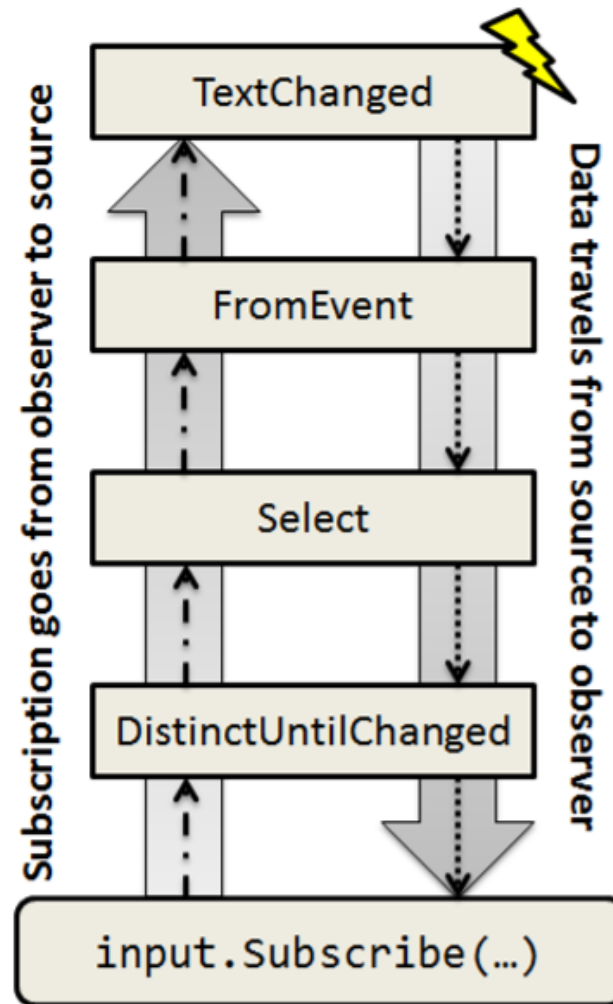 TextChanged
FromEvent
Select
DistinctUntilChanged
input.Subscribe(…)
Subscription goes from observer to source
Data travels from source to observer